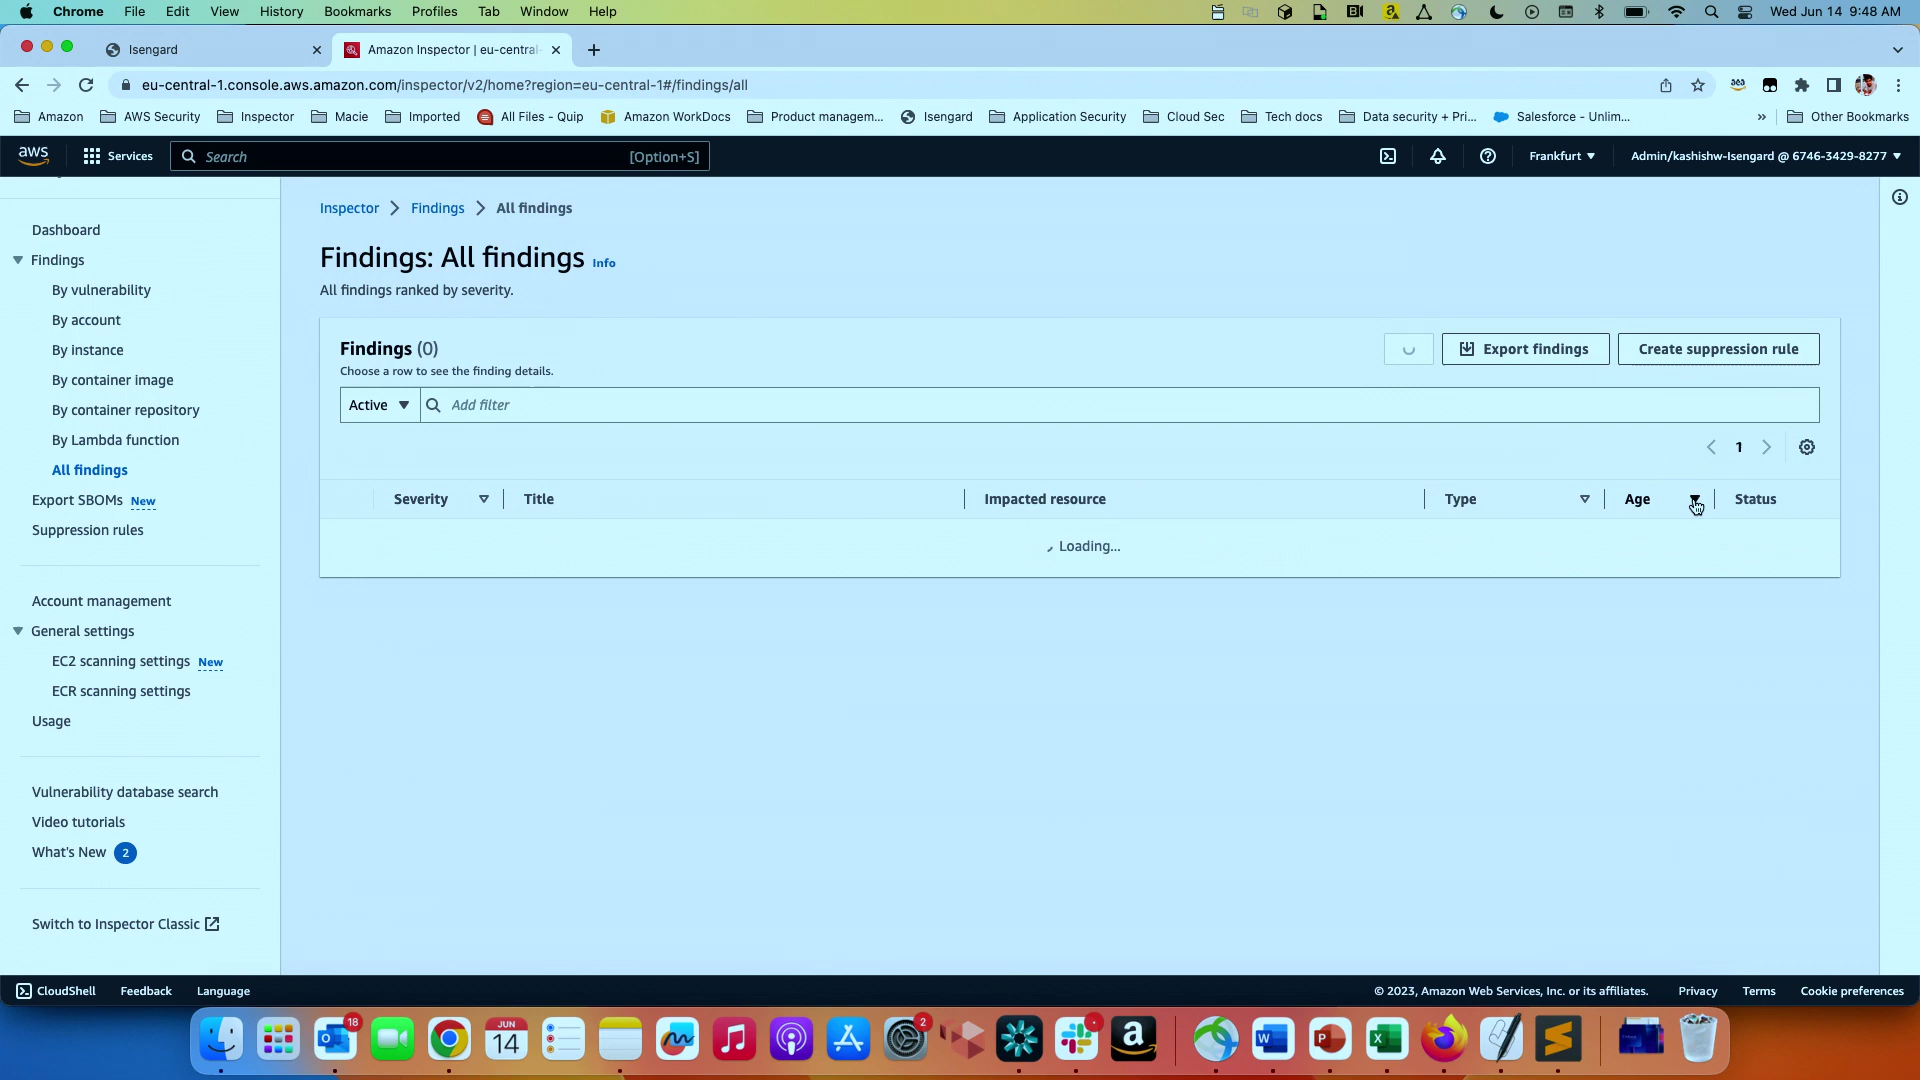 Chrome File Edit View History Bookmarks Profiles Tab Window Help Wed Jun 14 9:48 AM
Isengard Amazon Inspector | eu-central-
eu-central-1.console.aws.amazon.com/inspector/v2/home?region=eu-central-1#/findings/all
Amazon AWS Security Inspector Macie Imported All Files - Quip Amazon WorkDocs Product managem... Isengard Application Security Cloud Sec Tech docs Data security + Pri... Salesforce - Unlim... » Other Bookmarks
aws Services Search [Option+S] Frankfurt Admin/kashishw-Isengard @ 6746-3429-8277
Dashboard
Findings
By vulnerability
By account
By instance
By container image
By container repository
By Lambda function
All findings
Export SBOMs New
Suppression rules
Account management
General settings
EC2 scanning settings New
ECR scanning settings
Usage
Vulnerability database search
Video tutorials
What's New 2
Switch to Inspector Classic
Inspector Findings All findings
Findings: All findings Info
All findings ranked by severity.
Findings (0)
Choose a row to see the finding details.
Export findings
Create suppression rule
Active Add filter
1
Severity Title Impacted resource Type Age Status
Loading...
CloudShell Feedback Language © 2023, Amazon Web Services, Inc. or its affiliates. Privacy Terms Cookie preferences
18 JUN 14 2